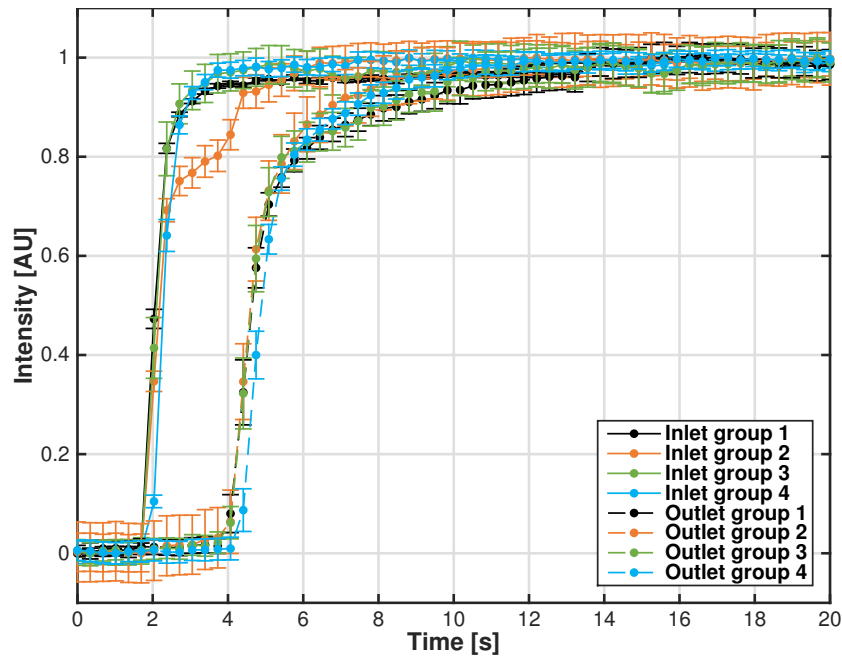 1
0.8
0.6
0.4
0.2
0
Intensity [AU]
0 2 4 6 8 10 12 14 16 18 20
Time [s]
Inlet group 1
Inlet group 2
Inlet group 3
Inlet group 4
Outlet group 1
Outlet group 2
Outlet group 3
Outlet group 4